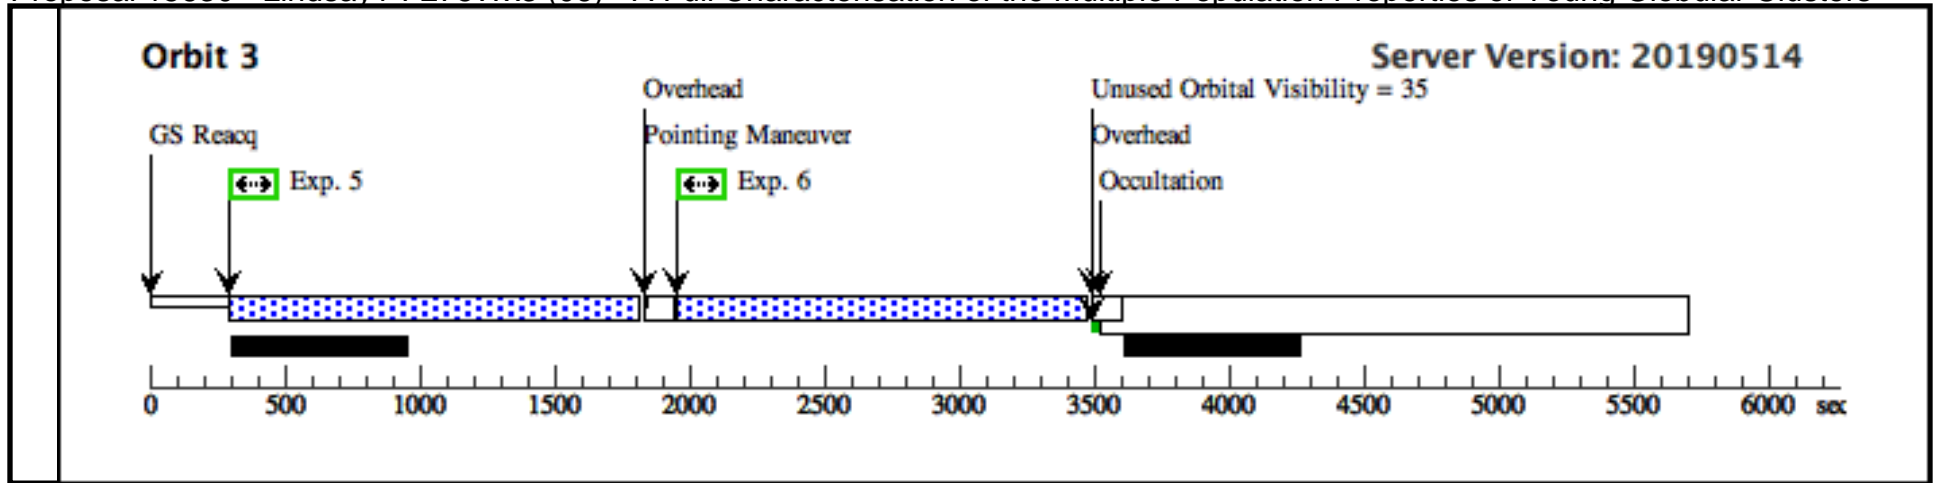 Orbit 3
Server Version: 20190514
Overhead
Unused Orbital Visibility = 35
GS Reacq
Pointing Maneuver
Overhead
Exp. 5
Exp. 6
Occultation
0 500 1000 1500 2000 2500 3000 3500 4000 4500 5000 5500 6000 sec